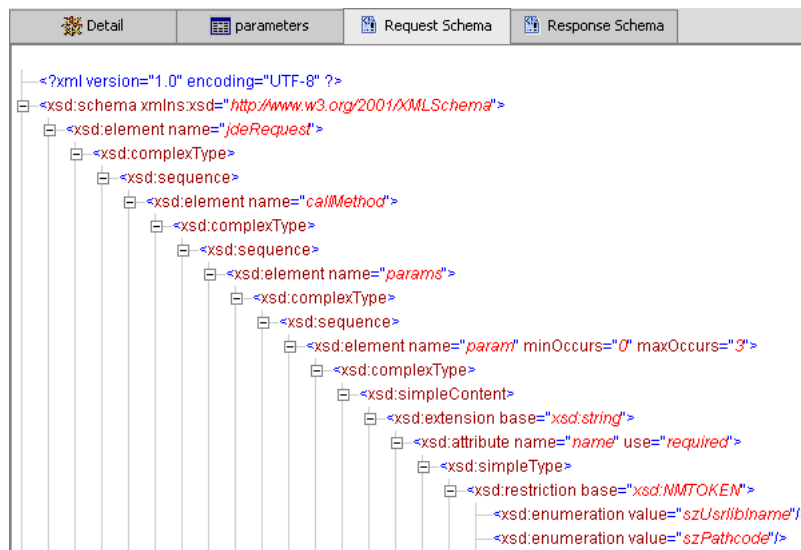 Detail parameters Request Schema Response Schema
<?xml version="1.0" encoding="UTF-8" ?>
<xsd:schema xmlns:xsd="http://www.w3.org/2001/XMLSchema">
<xsd:element name="jdeRequest">
<xsd:complexType>
<xsd:sequence>
<xsd:element name="callMethod">
<xsd:complexType>
<xsd:sequence>
<xsd:element name="params">
<xsd:complexType>
<xsd:sequence>
<xsd:element name="param" minOccurs="0" maxOccurs="3">
<xsd:complexType>
<xsd:simpleContent>
<xsd:extension base="xsd:string">
<xsd:attribute name="name" use="required">
<xsd:simpleType>
<xsd:restriction base="xsd:NMTOKEN">
<xsd:enumeration value="szUsrliblname"/
<xsd:enumeration value="szPathcode"/>